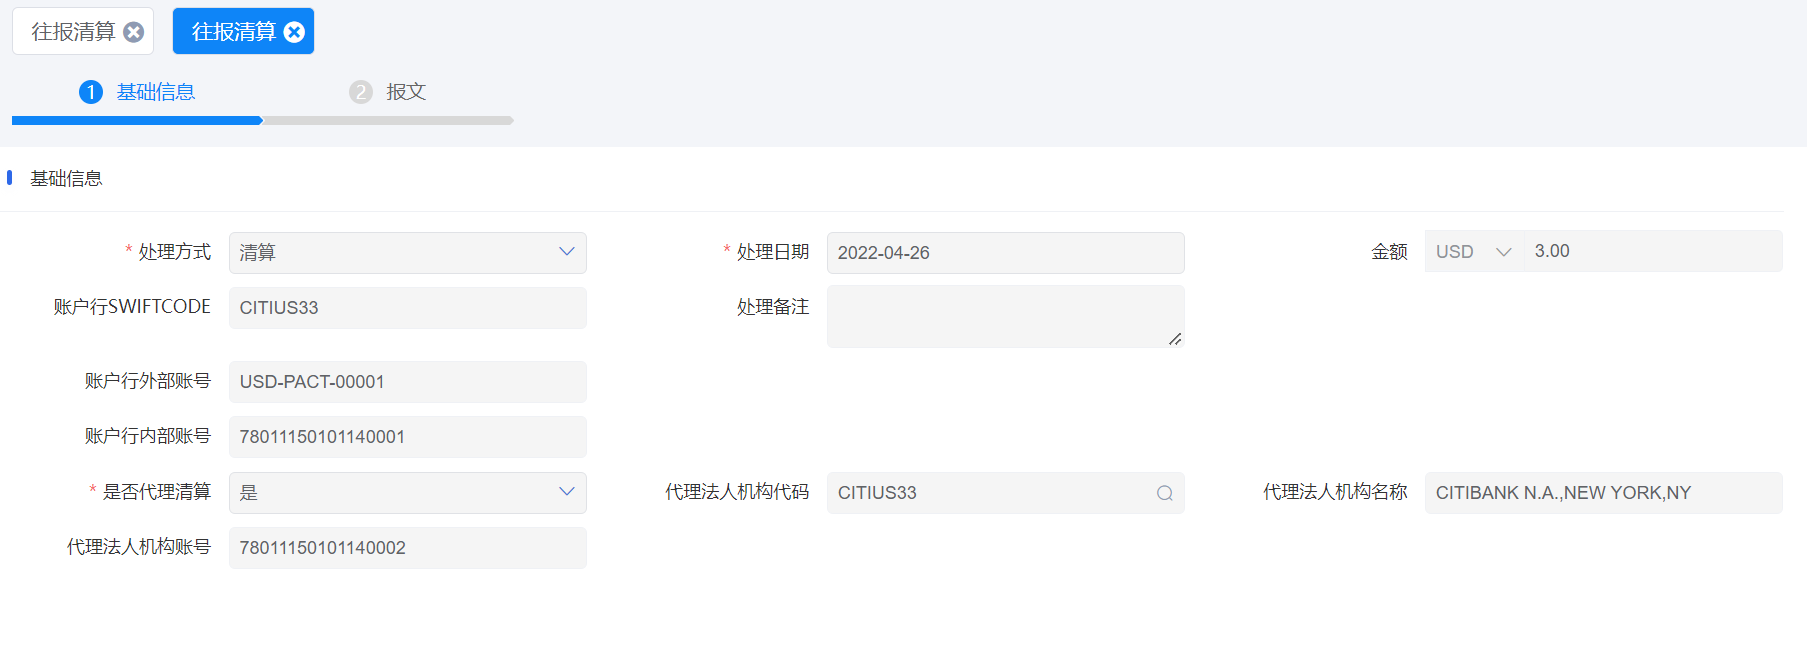 往报清算 往报清算
1 基础信息 2 报文
基础信息
* 处理方式 清算 * 处理日期 2022-04-26 金额 USD 3.00
账户行SWIFTCODE CITIUS33 处理备注
账户行外部账号 USD-PACT-00001
账户行内部账号 78011150101140001
* 是否代理清算 是 代理法人机构代码 CITIUS33 代理法人机构名称 CITIBANK N.A.,NEW YORK,NY
代理法人机构账号 78011150101140002